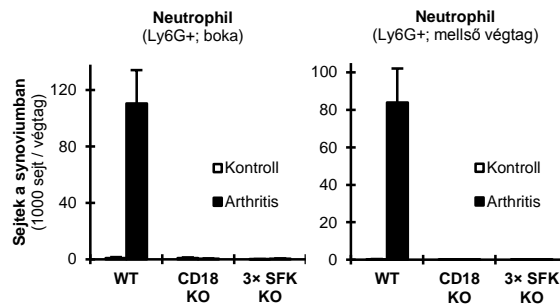 Neutrophil
(Ly6G+; boka)
Sejtek a synoviumban
(1000 sejt / végtag)
120
80
40
0
Kontroll
Arthritis
WT
CD18
KO
3× SFK
KO
Neutrophil
(Ly6G+; mellső végtag)
100
80
60
40
20
0
Kontroll
Arthritis
WT
CD18
KO
3× SFK
KO